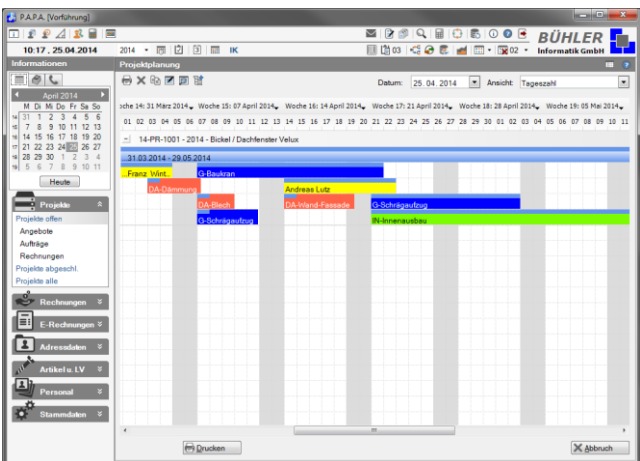 P.A.P.A. [Vorführung]
10:17 , 25.04.2014
2014
IK
03
02
BÜHLER
Informatik GmbH
Informationen
Projektplanung
Datum: 25.04.2014 Ansicht: Tageszahl
April 2014
M Di Mi Do Fr Sa So
14 31 1 2 3 4 5 6
15 7 8 9 10 11 12 13
16 14 15 16 17 18 19 20
17 21 22 23 24 25 26 27
18 28 29 30 1 2 3 4
19 5 6 7 8 9 10 11
Heute
Projekte
Projekte offen
Angebote
Aufträge
Rechnungen
Projekte abgeschl.
Projekte alle
Rechnungen
E-Rechnungen
Adressdaten
Artikel u. LV
Personal
Stammdaten
oche 14: 31 März 2014 Woche 15: 07 April 2014 Woche 16: 14 April 2014 Woche 17: 21 April 2014 Woche 18: 28 April 2014 Woche 19: 05 Mai 2014
01 02 03 04 05 06 07 08 09 10 11 12 13 14 15 16 17 18 19 20 21 22 23 24 25 26 27 28 29 30 01 02 03 04 05 06 07 08 09 10 11
14-PR-1001 - 2014 - Bickel / Dachfenster Velux
31.03.2014 - 29.05.2014
Franz Wint.. G-Baukran
DA-Dämmung Andreas Lutz
DA-Blech DA-Wand-Fassade G-Schrägaufzug
G-Schrägaufzug IN-Innenausbau
Drucken
Abbruch